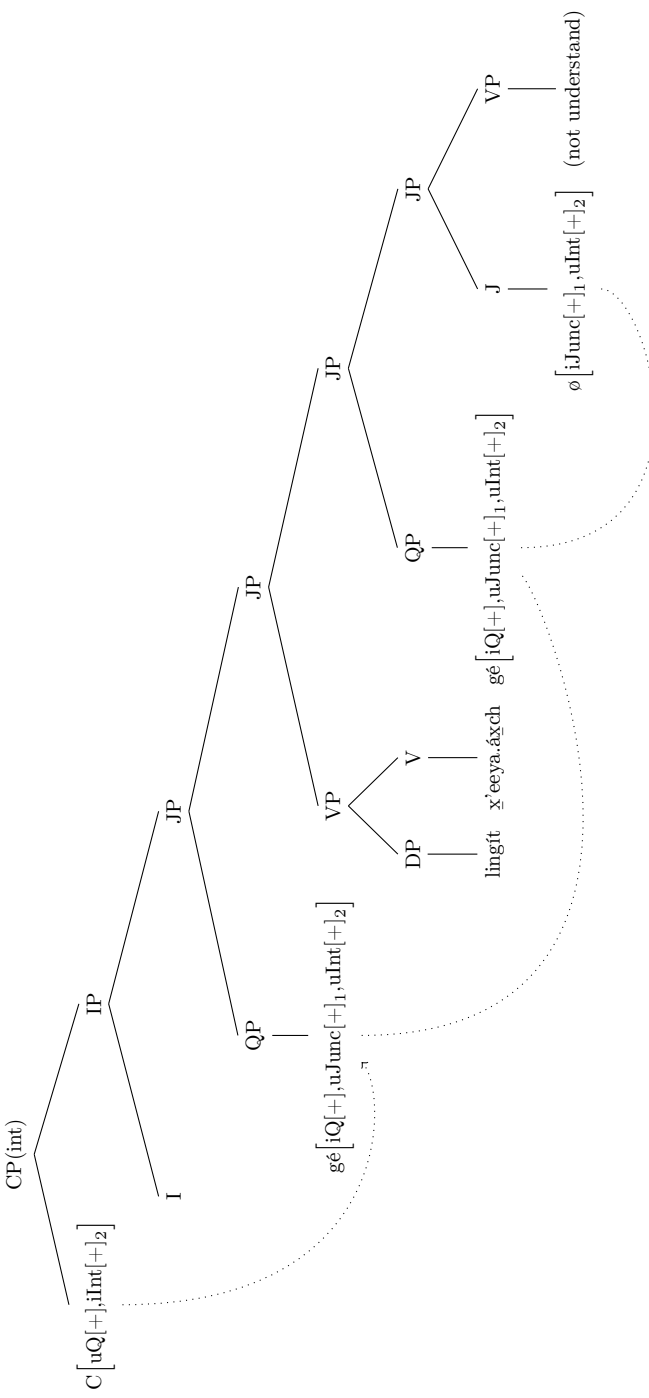 CP(int)
C[uQ[+],iInt[+]₂]
IP
I
JP
QP
gé[iQ[+],uJunc[+]₁,uInt[+]₂]
JP
VP
DP
lingít
V
x̱’eeya.áx̱ch
JP
QP
gé[iQ[+],uJunc[+]₁,uInt[+]₂]
JP
J
ø[iJunc[+]₁,uInt[+]₂]
VP
(not understand)